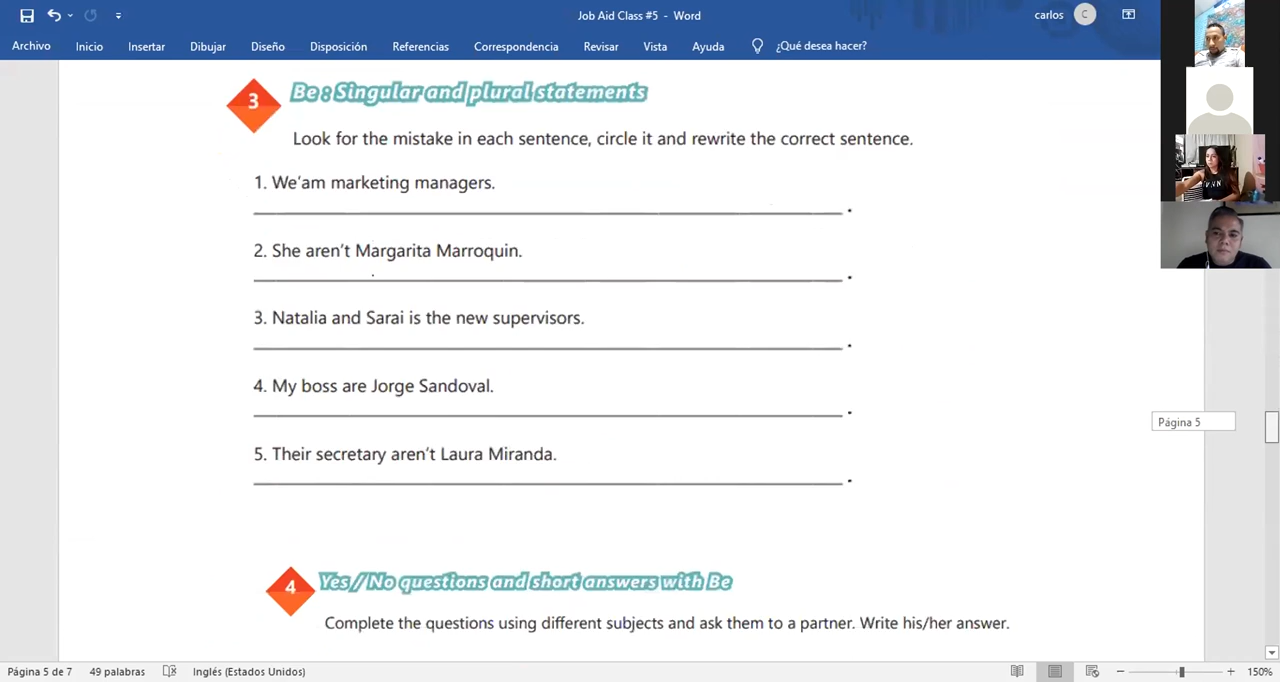 Job Aid Class #5 - Word
carlos
C
Archivo Inicio Insertar Dibujar Diseño Disposición Referencias Correspondencia Revisar Vista Ayuda ¿Qué desea hacer?
3
Be : Singular and plural statements
Look for the mistake in each sentence, circle it and rewrite the correct sentence.
1. We‘am marketing managers.
.
2. She aren’t Margarita Marroquin.
.
3. Natalia and Sarai is the new supervisors.
.
4. My boss are Jorge Sandoval.
.
Página 5
5. Their secretary aren’t Laura Miranda.
.
4
Yes / No questions and short answers with Be
Complete the questions using different subjects and ask them to a partner. Write his/her answer.
Página 5 de 7 49 palabras Inglés (Estados Unidos) 150%